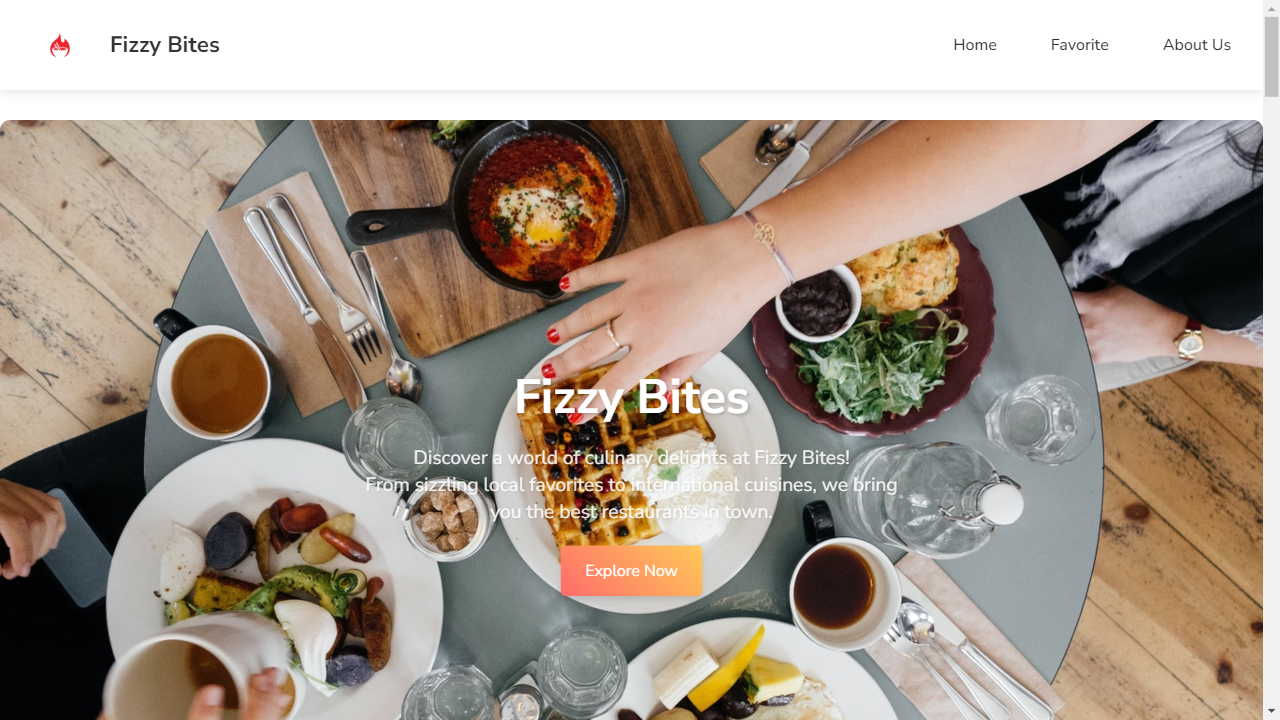 Fizzy Bites
Home
Favorite
About Us
Fizzy Bites
Discover a world of culinary delights at Fizzy Bites!
From sizzling local favorites to international cuisines, we bring
you the best restaurants in town.
Explore Now